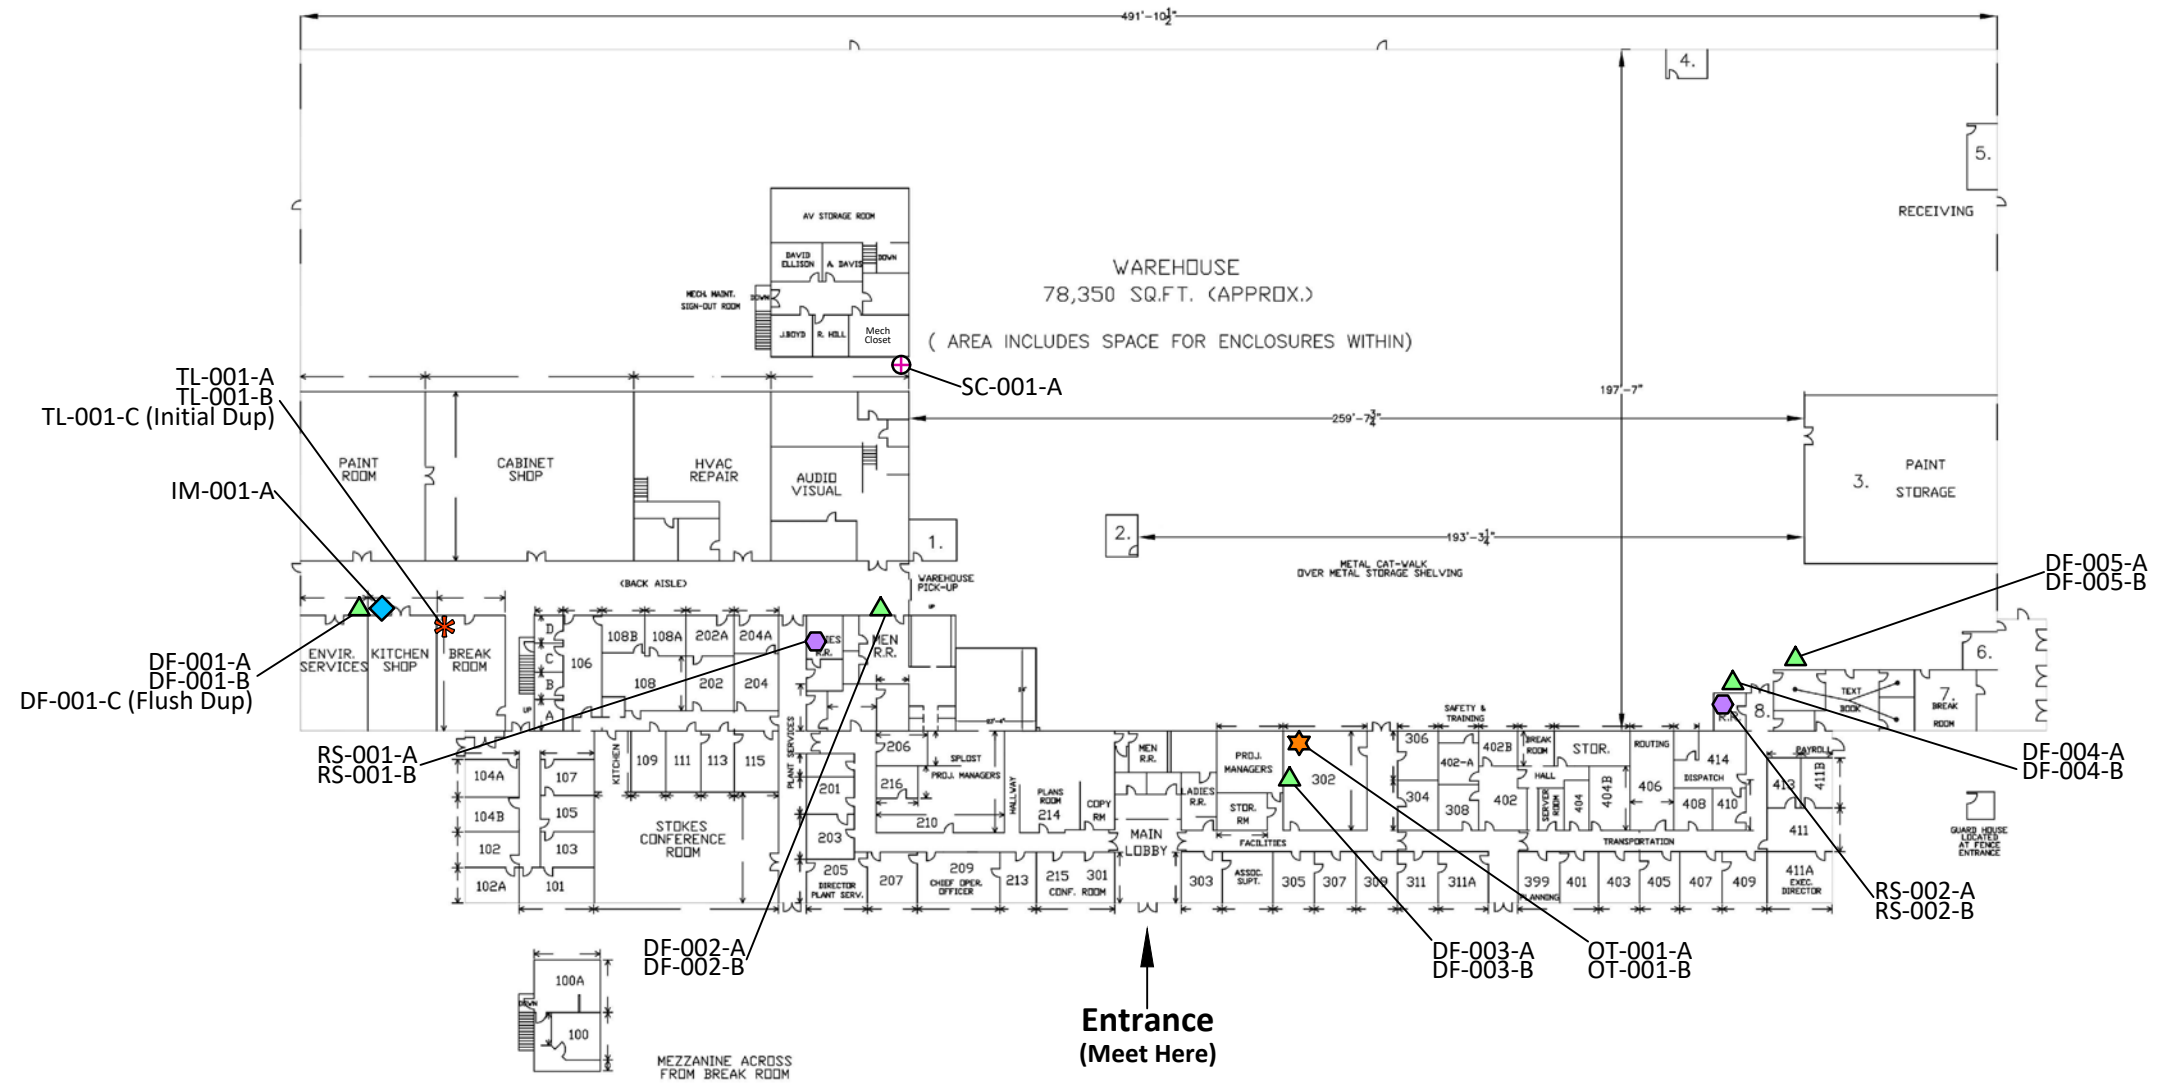 491'-10½"
4.
5.
RECEIVING
AV STORAGE ROOM
DAVID
ELLISON
A. DAVIS
DOWN
WAREHOUSE
78,350 SQ.FT. (APPROX.)
( AREA INCLUDES SPACE FOR ENCLOSURES WITHIN)
MECH. MAINT.
SIGN-OUT ROOM
DOWN
J.BOYD
R. HILL
Mech
Closet
SC-001-A
TL-001-A
TL-001-B
TL-001-C (Initial Dup)
197'-7"
259'-7¾"
PAINT
ROOM
CABINET
SHOP
HVAC
REPAIR
AUDIO
VISUAL
3.
PAINT
STORAGE
IM-001-A
1.
2.
193'-3¼"
METAL CAT-WALK
OVER METAL STORAGE SHELVING
(BACK AISLE)
WAREHOUSE
PICK-UP
UP
DF-005-A
DF-005-B
DF-001-A
DF-001-B
DF-001-C (Flush Dup)
ENVIR.
SERVICES
KITCHEN
SHOP
BREAK
ROOM
D
C
B
A
UP
106
108B
108A
202A
204A
108
202
204
IES
R.R.
MEN
R.R.
6.
TEXT
BOOK
7.
BREAK
ROOM
8.
R.R.
RS-001-A
RS-001-B
DF-004-A
DF-004-B
104A
104B
102
102A
107
105
103
101
KITCHEN
109
111
113
115
STOKES
CONFERENCE
ROOM
PLANT SERVICES
201
203
205
DIRECTOR
PLANT SERV.
206
216
210
SPLOST
PROJ. MANAGERS
HALLWAY
PLANS
ROOM
214
COPY
RM
207
209
CHIEF OPER.
OFFICER
213
215
301
CONF. ROOM
MEN
R.R.
LADIES
R.R.
MAIN
LOBBY
PROJ.
MANAGERS
STOR.
RM
302
FACILITIES
303
ASSOC.
SUPT.
305
307
309
311
311A
SAFETY &
TRAINING
306
304
402-A
308
402B
402
BREAK
ROOM
HALL
SERVER
ROOM
STOR.
404
404B
ROUTING
406
414
DISPATCH
408
410
TRANSPORTATION
PAYROLL
413
411B
411
399
PLANNING
401
403
405
407
409
411A
EXEC.
DIRECTOR
GUARD HOUSE
LOCATED
AT FENCE
ENTRANCE
RS-002-A
RS-002-B
DF-002-A
DF-002-B
DF-003-A
DF-003-B
OT-001-A
OT-001-B
100A
DOWN
100
MEZZANINE ACROSS
FROM BREAK ROOM
Entrance
(Meet Here)